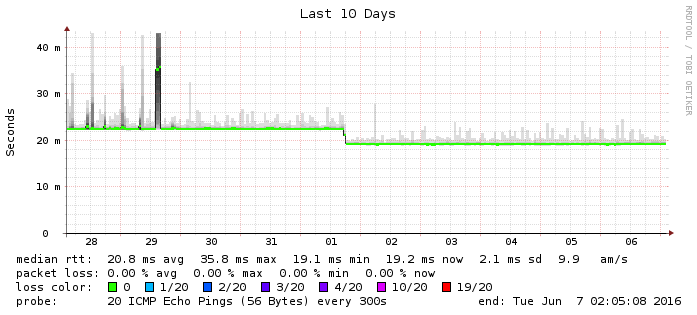 Last 10 Days
RRDTOOL / TOBI OETIKER
Seconds
40 m
30 m
20 m
10 m
0
28 29 30 31 01 02 03 04 05 06
median rtt: 20.8 ms avg 35.8 ms max 19.1 ms min 19.2 ms now 2.1 ms sd 9.9 am/s
packet loss: 0.00 % avg 0.00 % max 0.00 % min 0.00 % now
loss color: 0 1/20 2/20 3/20 4/20 10/20 19/20
probe: 20 ICMP Echo Pings (56 Bytes) every 300s end: Tue Jun 7 02:05:08 2016